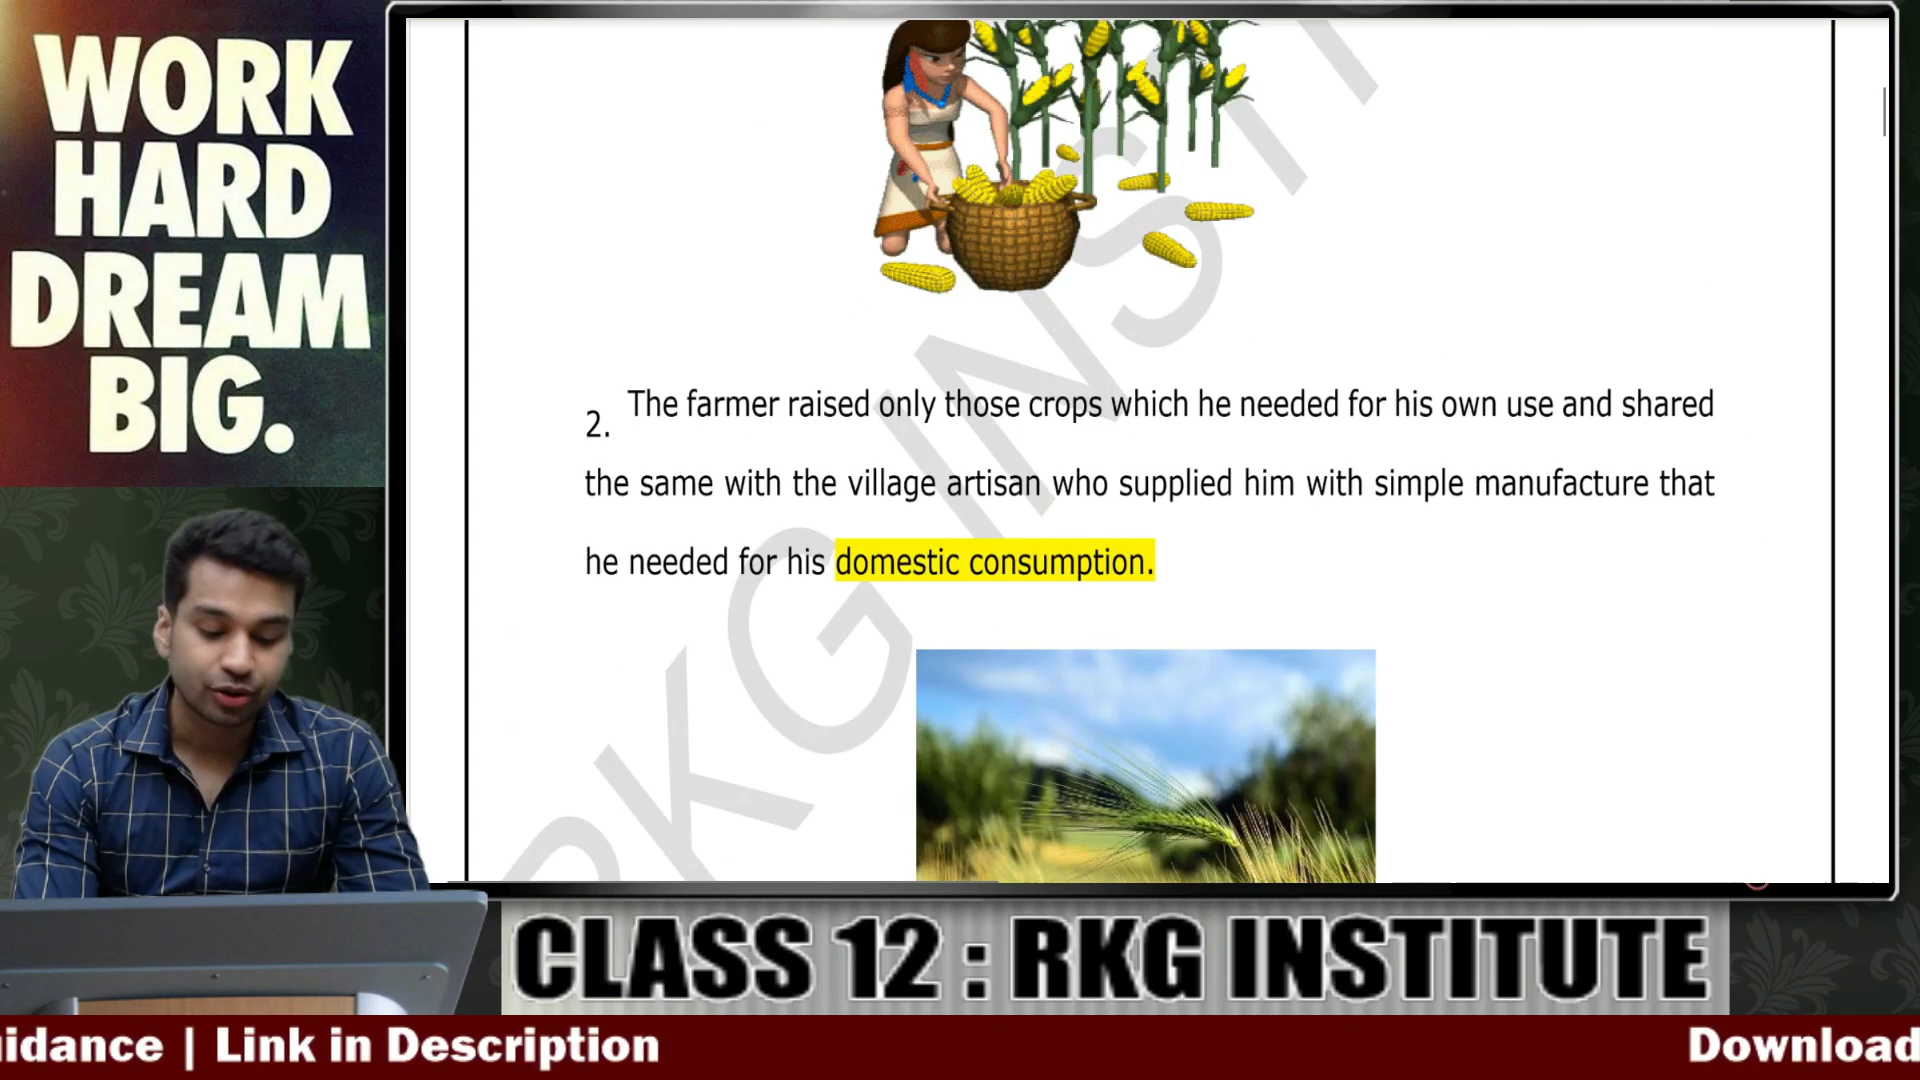 WORK
HARD
DREAM
BIG.
2. The farmer raised only those crops which he needed for his own use and shared
the same with the village artisan who supplied him with simple manufacture that
he needed for his domestic consumption.
RKG INST
CLASS 12 : RKG INSTITUTE
uidance | Link in Description
Download